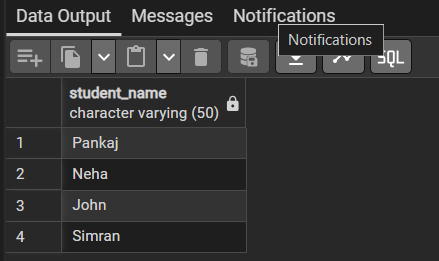 Data Output Messages Notifications
Notifications
SQL
student_name
character varying (50)
1 Pankaj
2 Neha
3 John
4 Simran